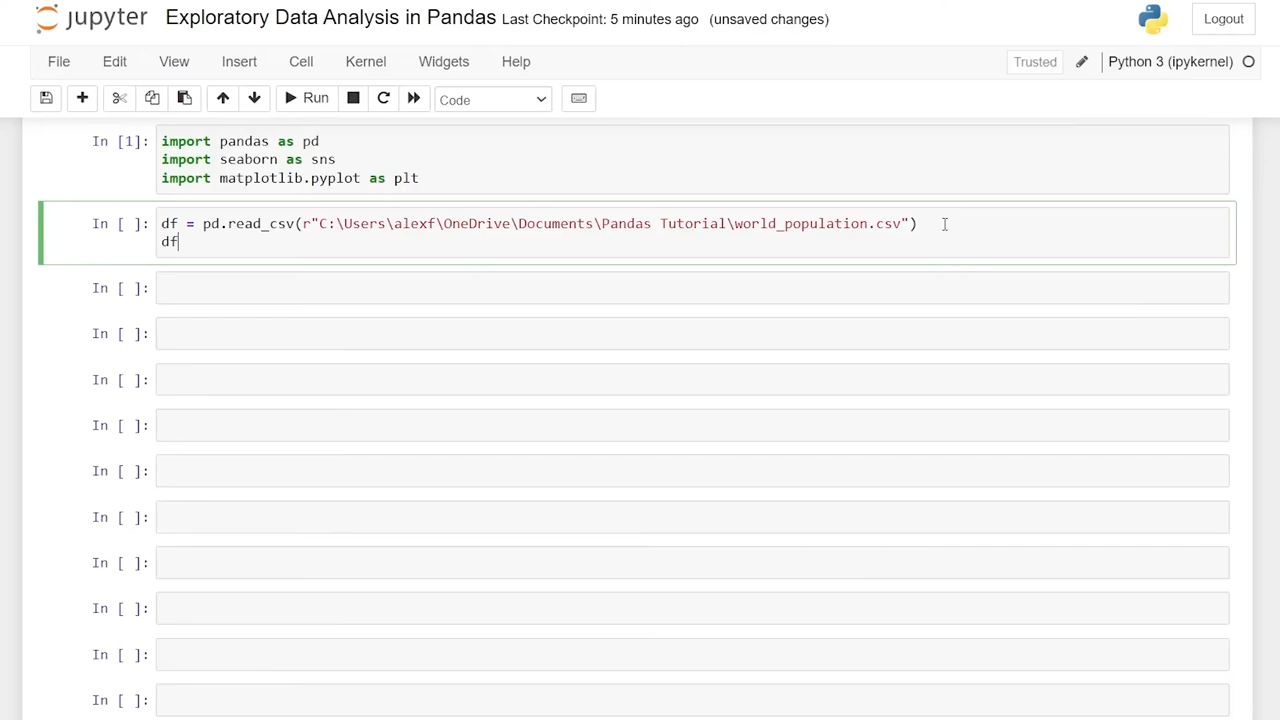 jupyter Exploratory Data Analysis in Pandas Last Checkpoint: 5 minutes ago (unsaved changes) Logout
File Edit View Insert Cell Kernel Widgets Help Trusted Python 3 (ipykernel)
Run Code
In [1]: import pandas as pd
import seaborn as sns
import matplotlib.pyplot as plt
In [ ]: df = pd.read_csv(r"C:\Users\alexf\OneDrive\Documents\Pandas Tutorial\world_population.csv")
df
In [ ]:
In [ ]:
In [ ]:
In [ ]:
In [ ]:
In [ ]:
In [ ]:
In [ ]:
In [ ]:
In [ ]: